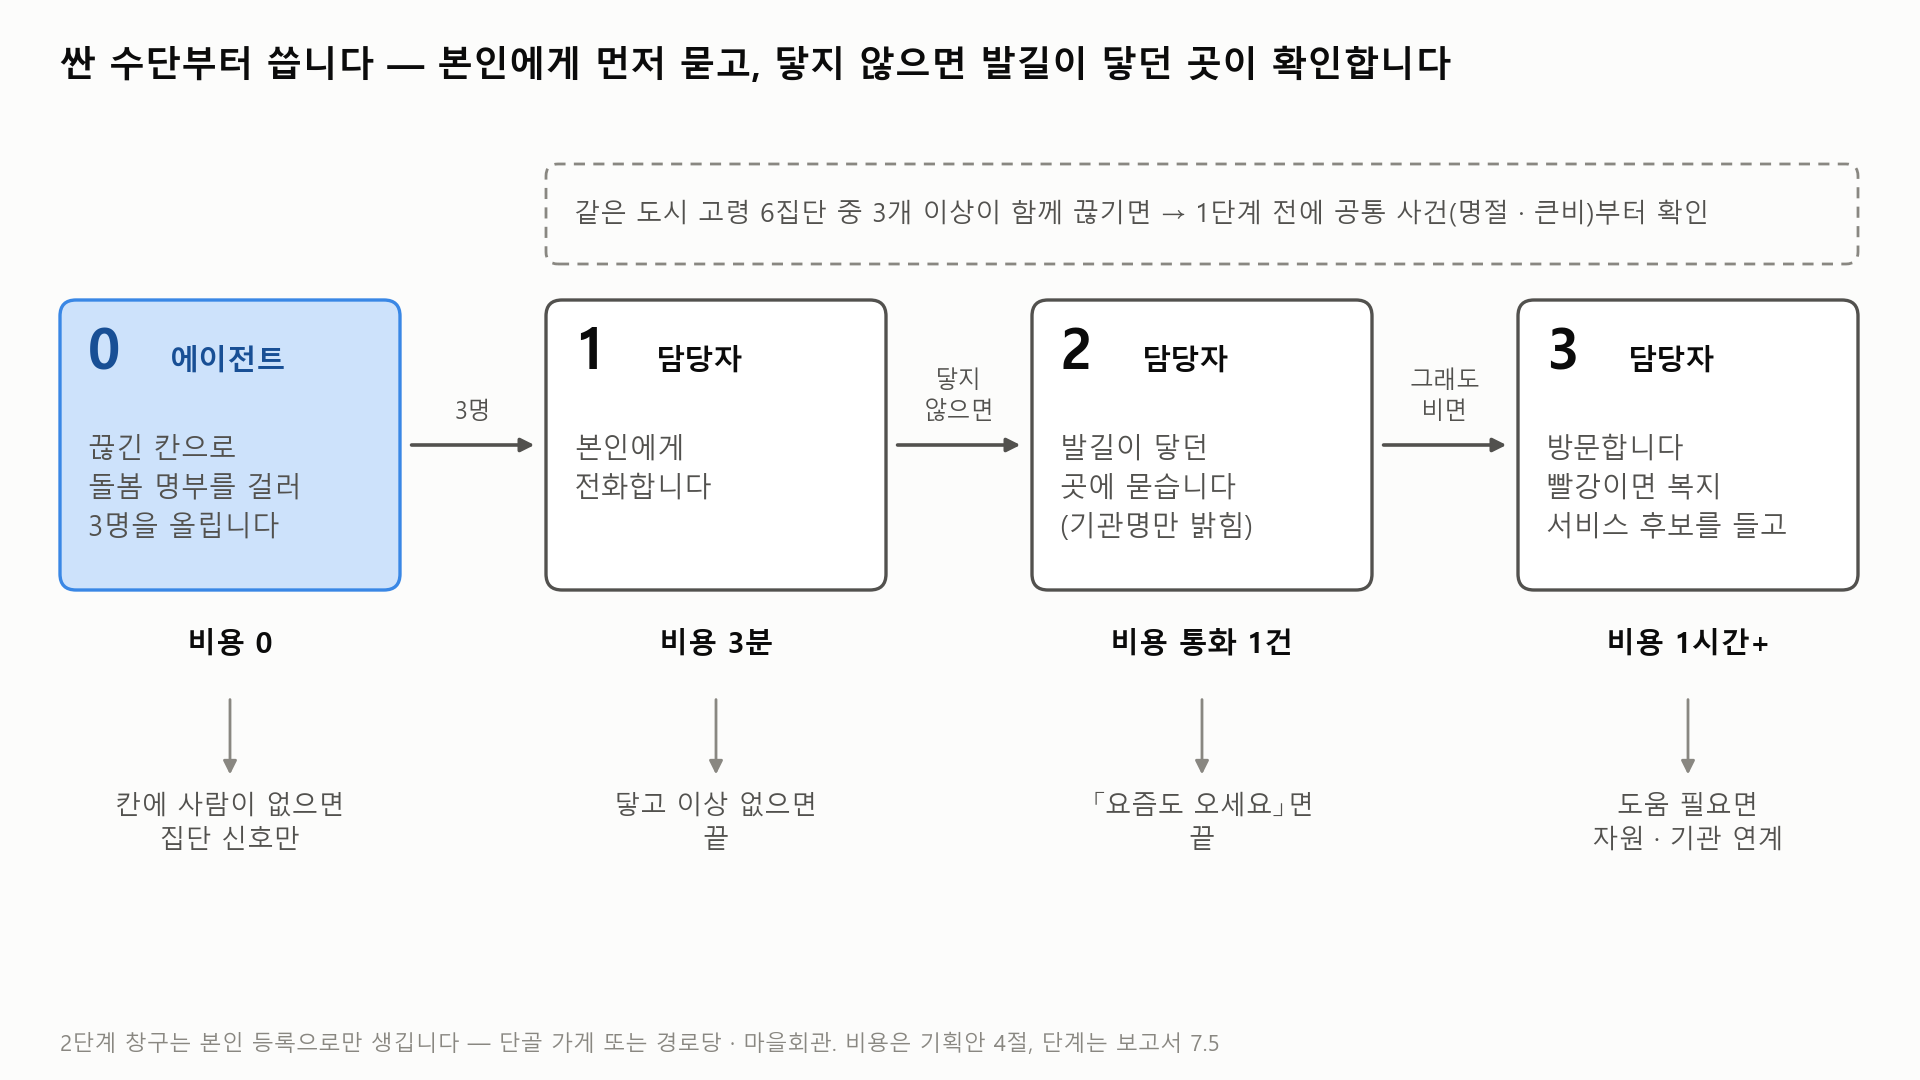 싼 수단부터 씁니다 — 본인에게 먼저 묻고, 닿지 않으면 발길이 닿던 곳이 확인합니다
같은 도시 고령 6집단 중 3개 이상이 함께 끊기면 → 1단계 전에 공통 사건(명절 · 큰비)부터 확인
0 에이전트
끊긴 칸으로
돌봄 명부를 걸러
3명을 올립니다
3명
1 담당자
본인에게
전화합니다
닿지
않으면
2 담당자
발길이 닿던
곳에 묻습니다
(기관명만 밝힘)
그래도
비면
3 담당자
방문합니다
빨강이면 복지
서비스 후보를 들고
비용 0
비용 3분
비용 통화 1건
비용 1시간+
칸에 사람이 없으면
집단 신호만
닿고 이상 없으면
끝
「요즘도 오세요」면
끝
도움 필요면
자원 · 기관 연계
2단계 창구는 본인 등록으로만 생깁니다 — 단골 가게 또는 경로당 · 마을회관. 비용은 기획안 4절, 단계는 보고서 7.5